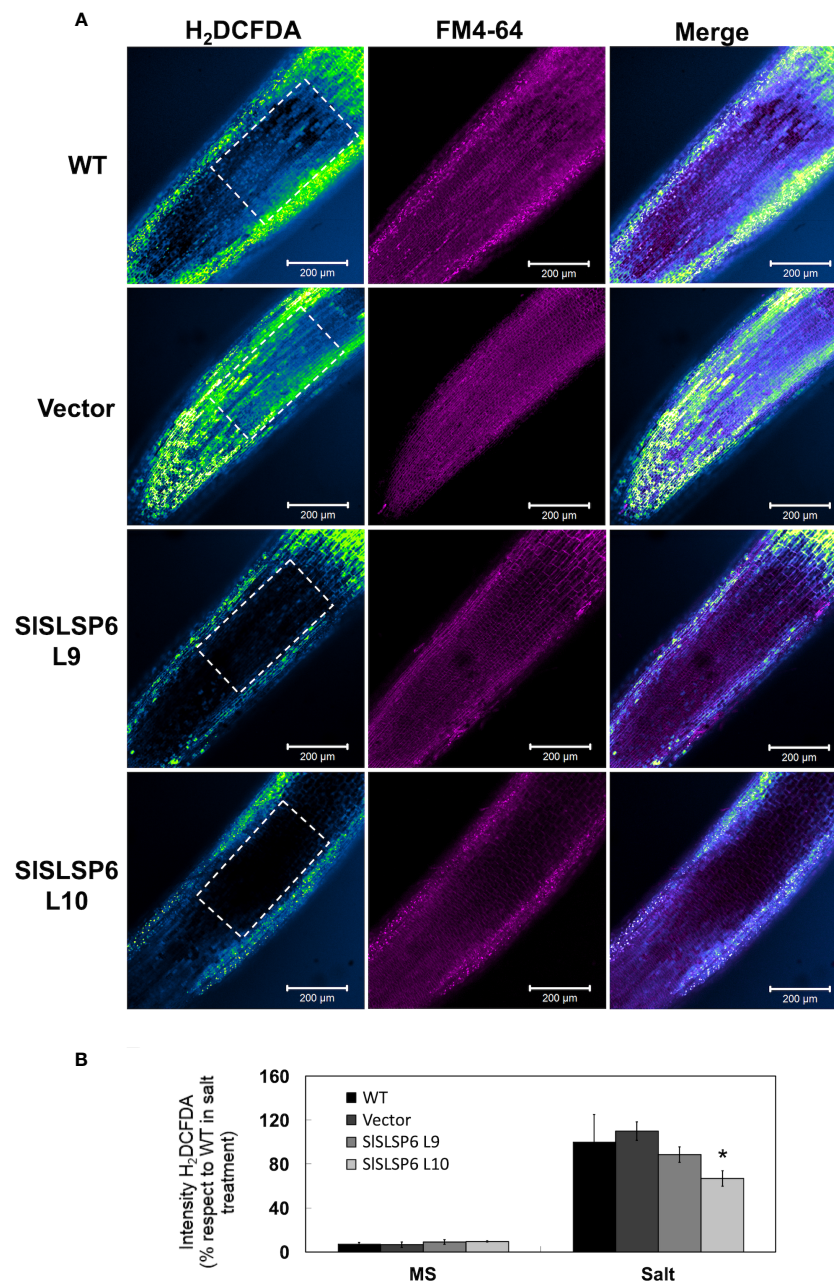 A
H₂DCFDA
FM4-64
Merge
WT
200 µm
200 µm
200 µm
Vector
200 µm
200 µm
200 µm
SlSLSP6
L9
200 µm
200 µm
200 µm
SlSLSP6
L10
200 µm
200 µm
200 µm
B
Intensity H₂DCFDA
(% respect to WT in salt
treatment)
160
120
80
40
0
WT
Vector
SlSLSP6 L9
SlSLSP6 L10
*
MS
Salt